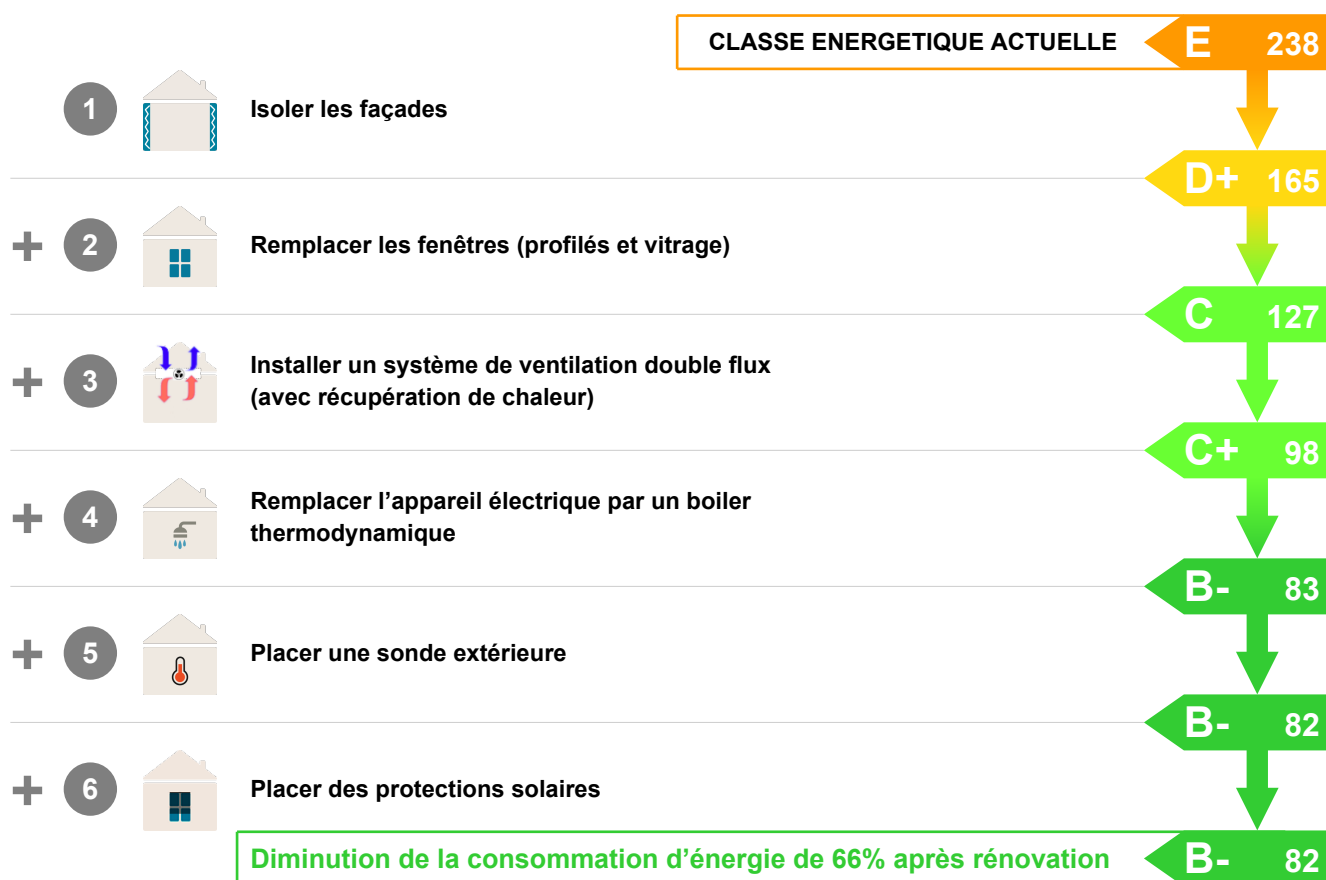 CLASSE ENERGETIQUE ACTUELLE E 238
1 Isoler les façades
D+ 165
+ 2 Remplacer les fenêtres (profilés et vitrage)
C 127
+ 3 Installer un système de ventilation double flux
(avec récupération de chaleur)
C+ 98
+ 4 Remplacer l’appareil électrique par un boiler
thermodynamique
B- 83
+ 5 Placer une sonde extérieure
B- 82
+ 6 Placer des protections solaires
Diminution de la consommation d’énergie de 66% après rénovation B- 82